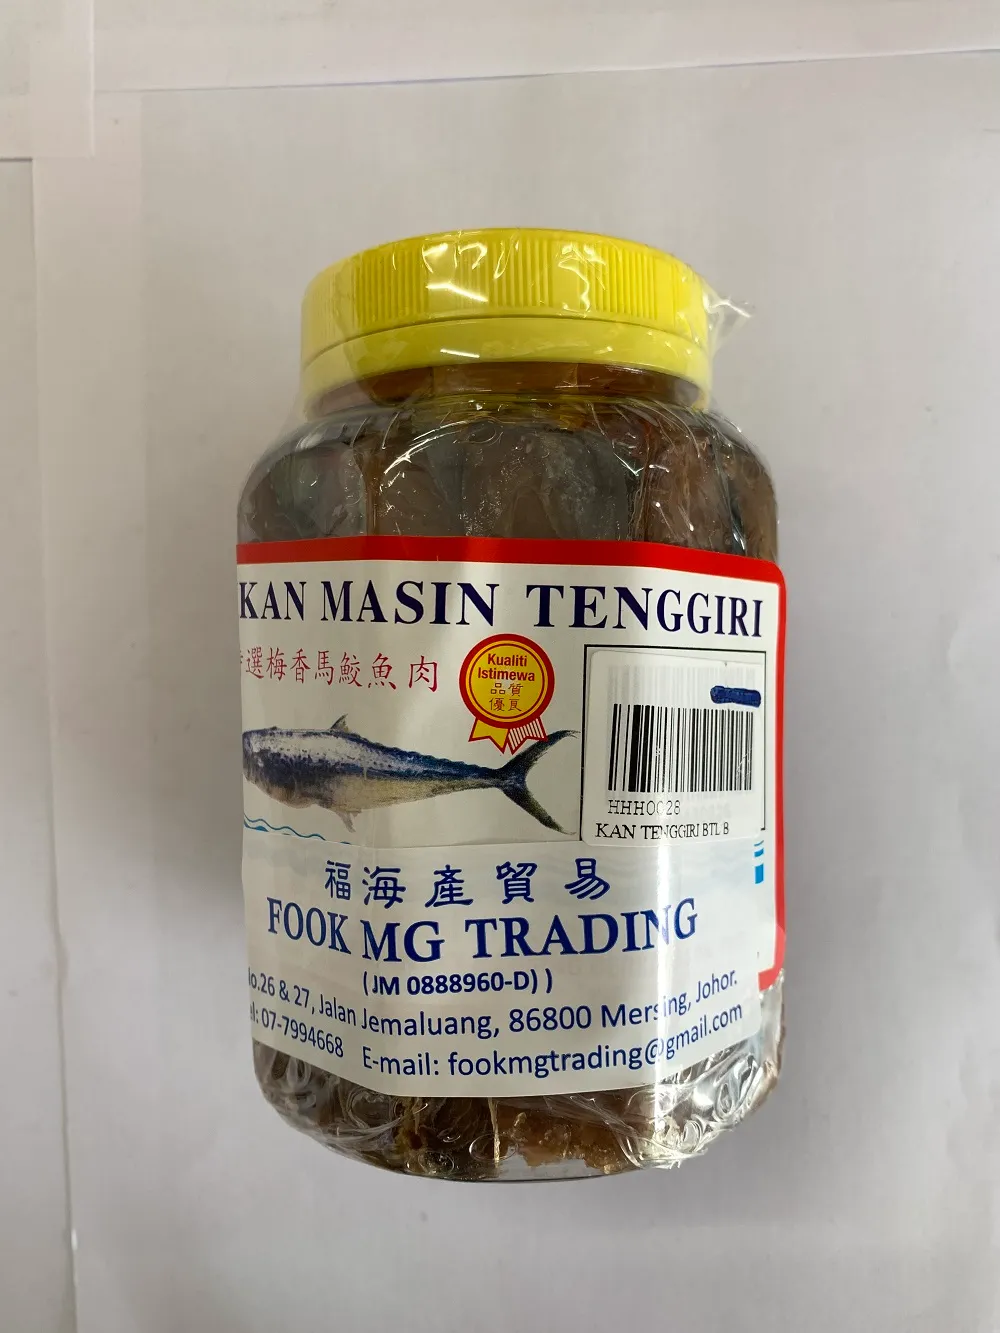 KAN MASIN TENGGIRI
選梅香馬鮫魚肉
Kualiti
Istimewa
品質
優良
HHH0028
KAN TENGGIRI BTL B
福海產貿易
FOOK MG TRADING
(JM 0888960-D) )
No.26 & 27, Jalan Jemaluang, 86800 Mersing, Johor.
el: 07-7994668 E-mail: fookmgtrading@gmail.com